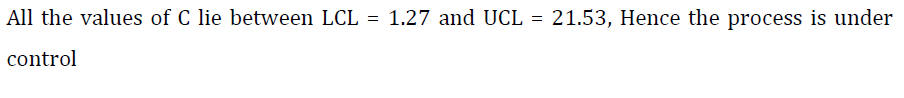 All the values of C lie between LCL = 1.27 and UCL = 21.53, Hence the process is under
control